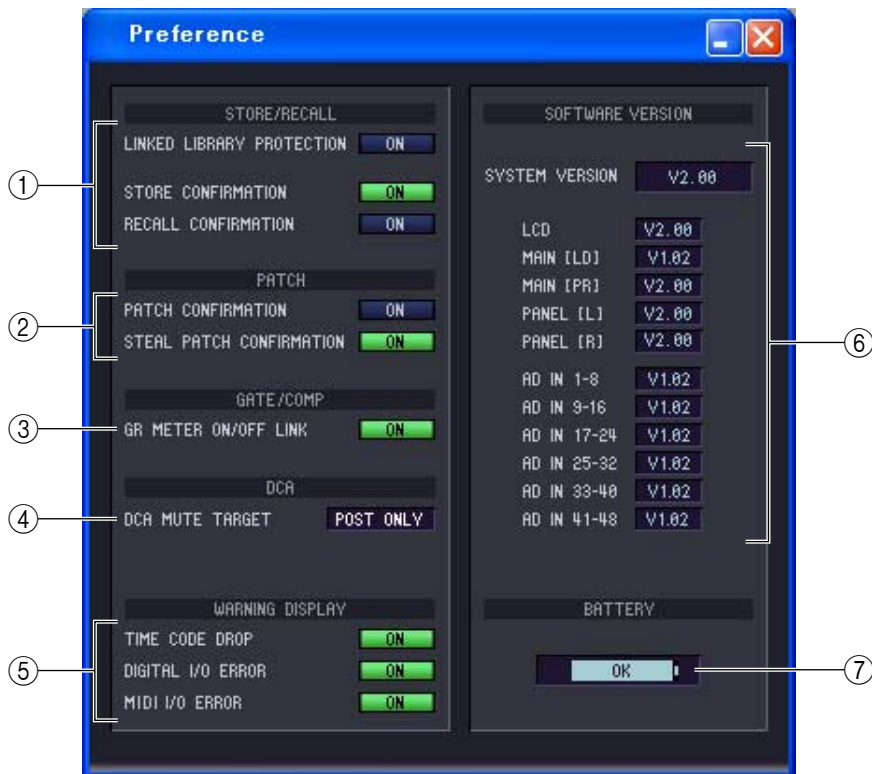 Preference
STORE/RECALL
LINKED LIBRARY PROTECTION ON
STORE CONFIRMATION ON
RECALL CONFIRMATION ON
PATCH
PATCH CONFIRMATION ON
STEAL PATCH CONFIRMATION ON
GATE/COMP
GR METER ON/OFF LINK ON
DCA
DCA MUTE TARGET POST ONLY
WARNING DISPLAY
TIME CODE DROP ON
DIGITAL I/O ERROR ON
MIDI I/O ERROR ON
SOFTWARE VERSION
SYSTEM VERSION V2.00
LCD V2.00
MAIN [LD] V1.02
MAIN [PR] V2.00
PANEL [L] V2.00
PANEL [R] V2.00
AD IN 1-8 V1.02
AD IN 9-16 V1.02
AD IN 17-24 V1.02
AD IN 25-32 V1.02
AD IN 33-40 V1.02
AD IN 41-48 V1.02
BATTERY
OK
①
②
③
④
⑤
⑥
⑦